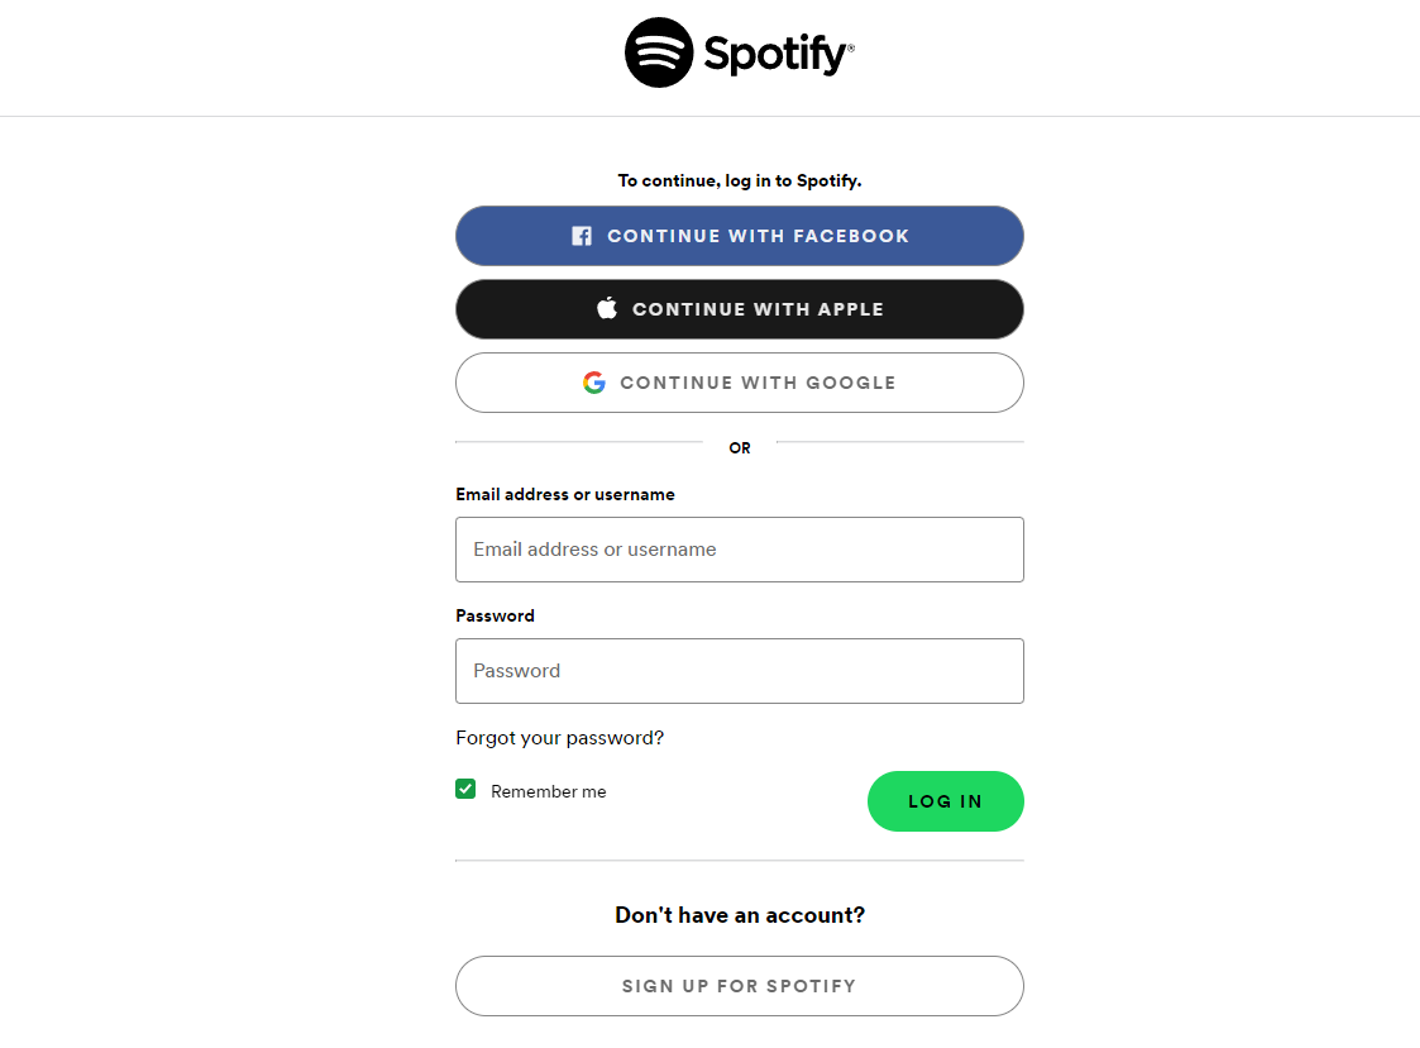 Spotify®
To continue, log in to Spotify.
CONTINUE WITH FACEBOOK
CONTINUE WITH APPLE
CONTINUE WITH GOOGLE
OR
Email address or username
Email address or username
Password
Password
Forgot your password?
Remember me
LOG IN
Don't have an account?
SIGN UP FOR SPOTIFY